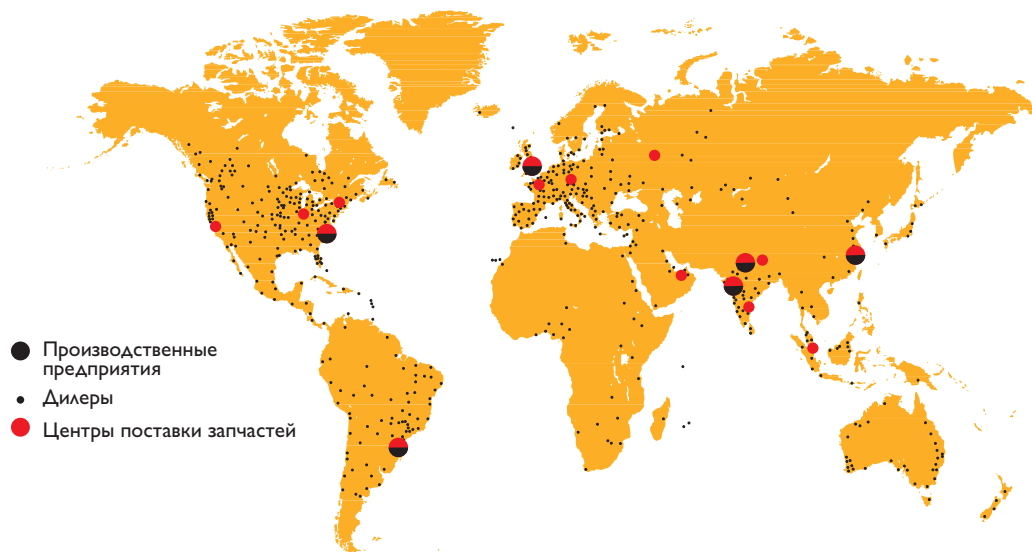 Производственные
предприятия
Дилеры
Центры поставки запчастей